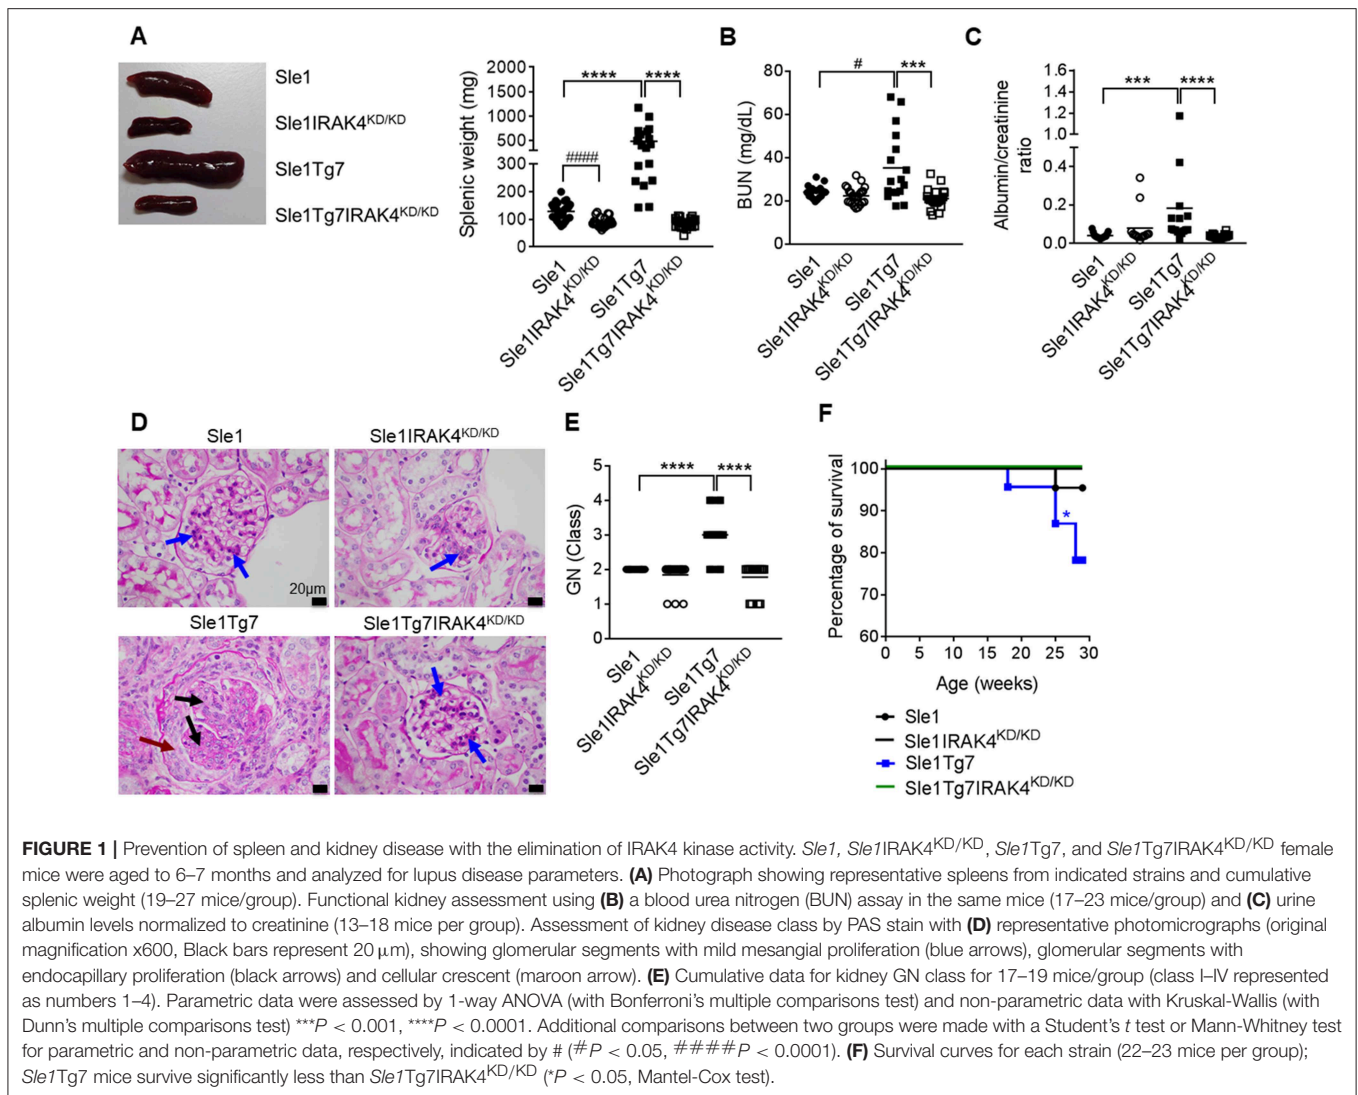 A
Sle1
Sle1IRAK4KD/KD
Sle1Tg7
Sle1Tg7IRAK4KD/KD
Splenic weight (mg)
2000
1500
1000
500
300
200
100
0
####
**** ****
Sle1
Sle1IRAK4KD/KD
Sle1Tg7
Sle1Tg7IRAK4KD/KD
B
BUN (mg/dL)
80
60
40
20
0
# ***
Sle1
Sle1IRAK4KD/KD
Sle1Tg7
Sle1Tg7IRAK4KD/KD
C
Albumin/creatinine
ratio
1.6
1.4
1.2
1.0
0.4
0.2
0.0
*** ****
Sle1
Sle1IRAK4KD/KD
Sle1Tg7
Sle1Tg7IRAK4KD/KD
D
Sle1
Sle1IRAK4KD/KD
20µm
Sle1Tg7
Sle1Tg7IRAK4KD/KD
E
GN (Class)
5
4
3
2
1
0
**** ****
Sle1
Sle1IRAK4KD/KD
Sle1Tg7
Sle1Tg7IRAK4KD/KD
F
Percentage of survival
100
90
80
70
60
*
0 5 10 15 20 25 30
Age (weeks)
Sle1
Sle1IRAK4KD/KD
Sle1Tg7
Sle1Tg7IRAK4KD/KD
FIGURE 1 | Prevention of spleen and kidney disease with the elimination of IRAK4 kinase activity. Sle1, Sle1IRAK4KD/KD, Sle1Tg7, and Sle1Tg7IRAK4KD/KD female
mice were aged to 6–7 months and analyzed for lupus disease parameters. (A) Photograph showing representative spleens from indicated strains and cumulative
splenic weight (19–27 mice/group). Functional kidney assessment using (B) a blood urea nitrogen (BUN) assay in the same mice (17–23 mice/group) and (C) urine
albumin levels normalized to creatinine (13–18 mice per group). Assessment of kidney disease class by PAS stain with (D) representative photomicrographs (original
magnification x600, Black bars represent 20 µm), showing glomerular segments with mild mesangial proliferation (blue arrows), glomerular segments with
endocapillary proliferation (black arrows) and cellular crescent (maroon arrow). (E) Cumulative data for kidney GN class for 17–19 mice/group (class I–IV represented
as numbers 1–4). Parametric data were assessed by 1-way ANOVA (with Bonferroni's multiple comparisons test) and non-parametric data with Kruskal-Wallis (with
Dunn's multiple comparisons test) ***P < 0.001, ****P < 0.0001. Additional comparisons between two groups were made with a Student's t test or Mann-Whitney test
for parametric and non-parametric data, respectively, indicated by # (#P < 0.05, ####P < 0.0001). (F) Survival curves for each strain (22–23 mice per group);
Sle1Tg7 mice survive significantly less than Sle1Tg7IRAK4KD/KD (*P < 0.05, Mantel-Cox test).